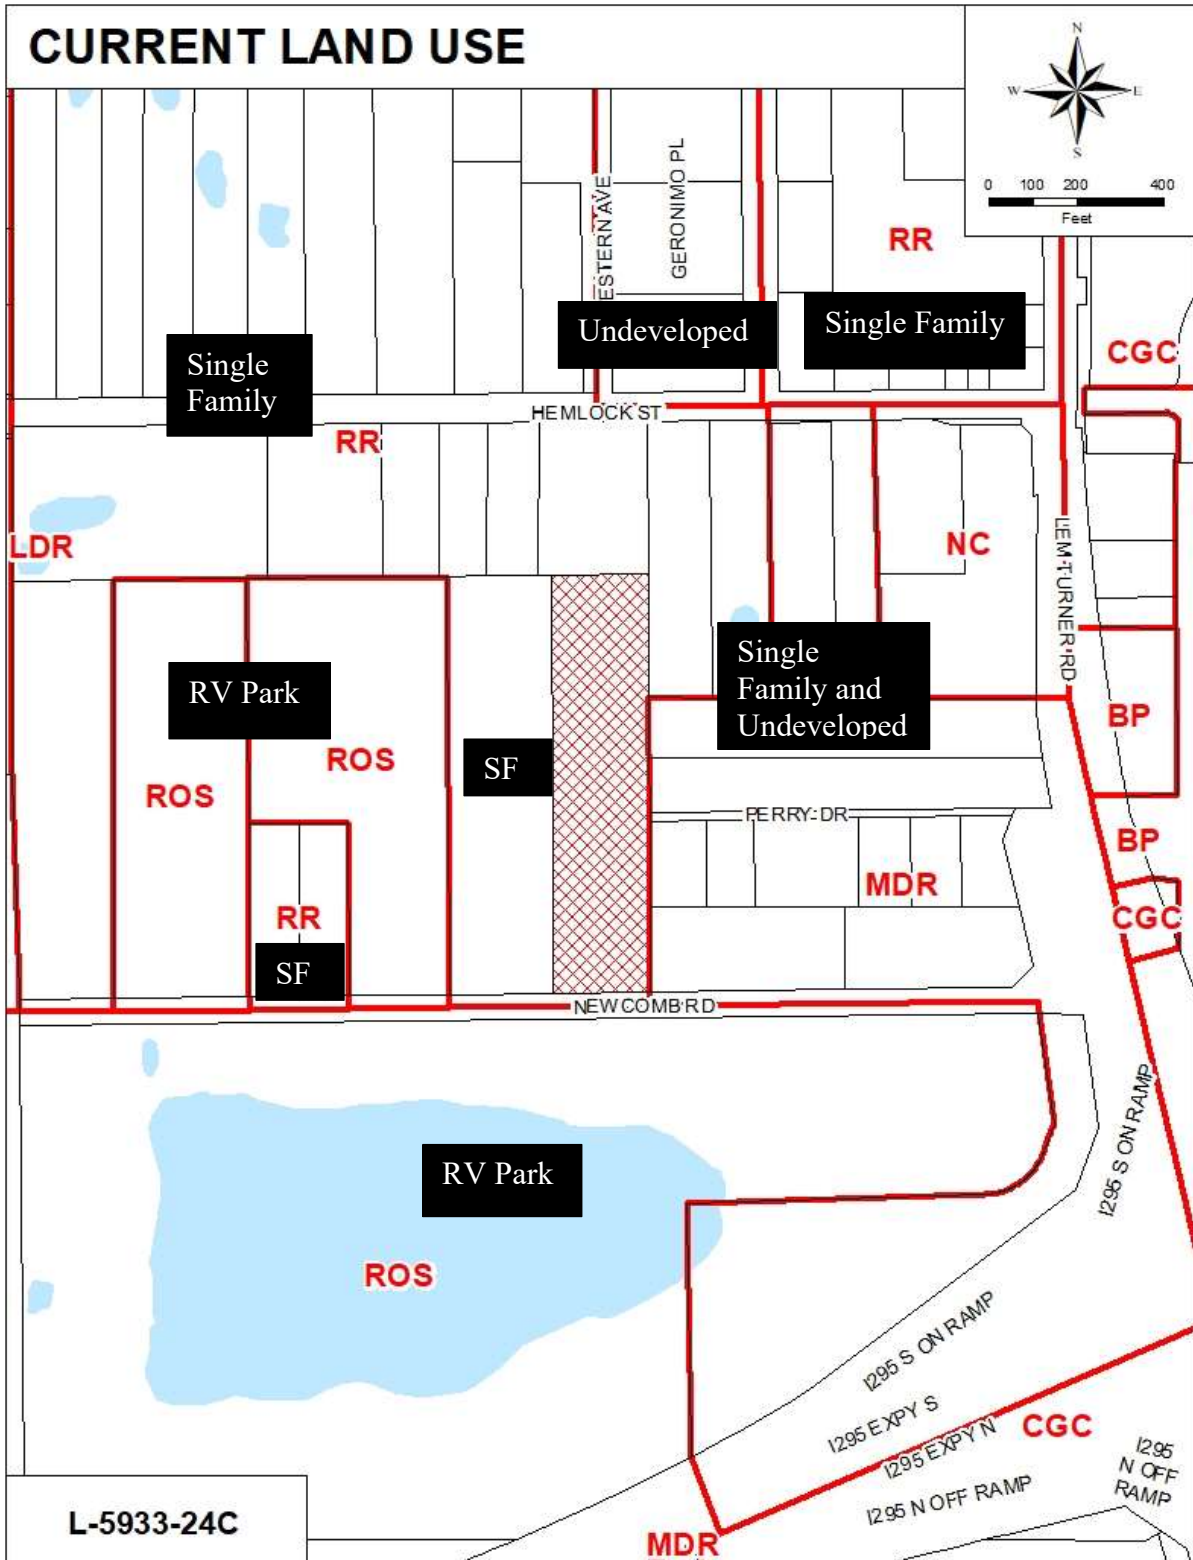 CURRENT LAND USE
N
W
E
S
0 100 200 400
Feet
ESTERN AVE
GERONIMO PL
RR
Undeveloped
Single Family
Single
Family
CGC
HEMLOCK ST
RR
LDR
NC
LEM TURNER RD
RV Park
Single
Family and
Undeveloped
BP
ROS
SF
ROS
PERRY DR
BP
MDR
RR
CGC
SF
NEWCOMB RD
I295 S ON RAMP
RV Park
ROS
I295 S ON RAMP
I295 EXPY S
I295 EXPY N
CGC
I295 N OFF RAMP
I295
N OFF
RAMP
L-5933-24C
MDR